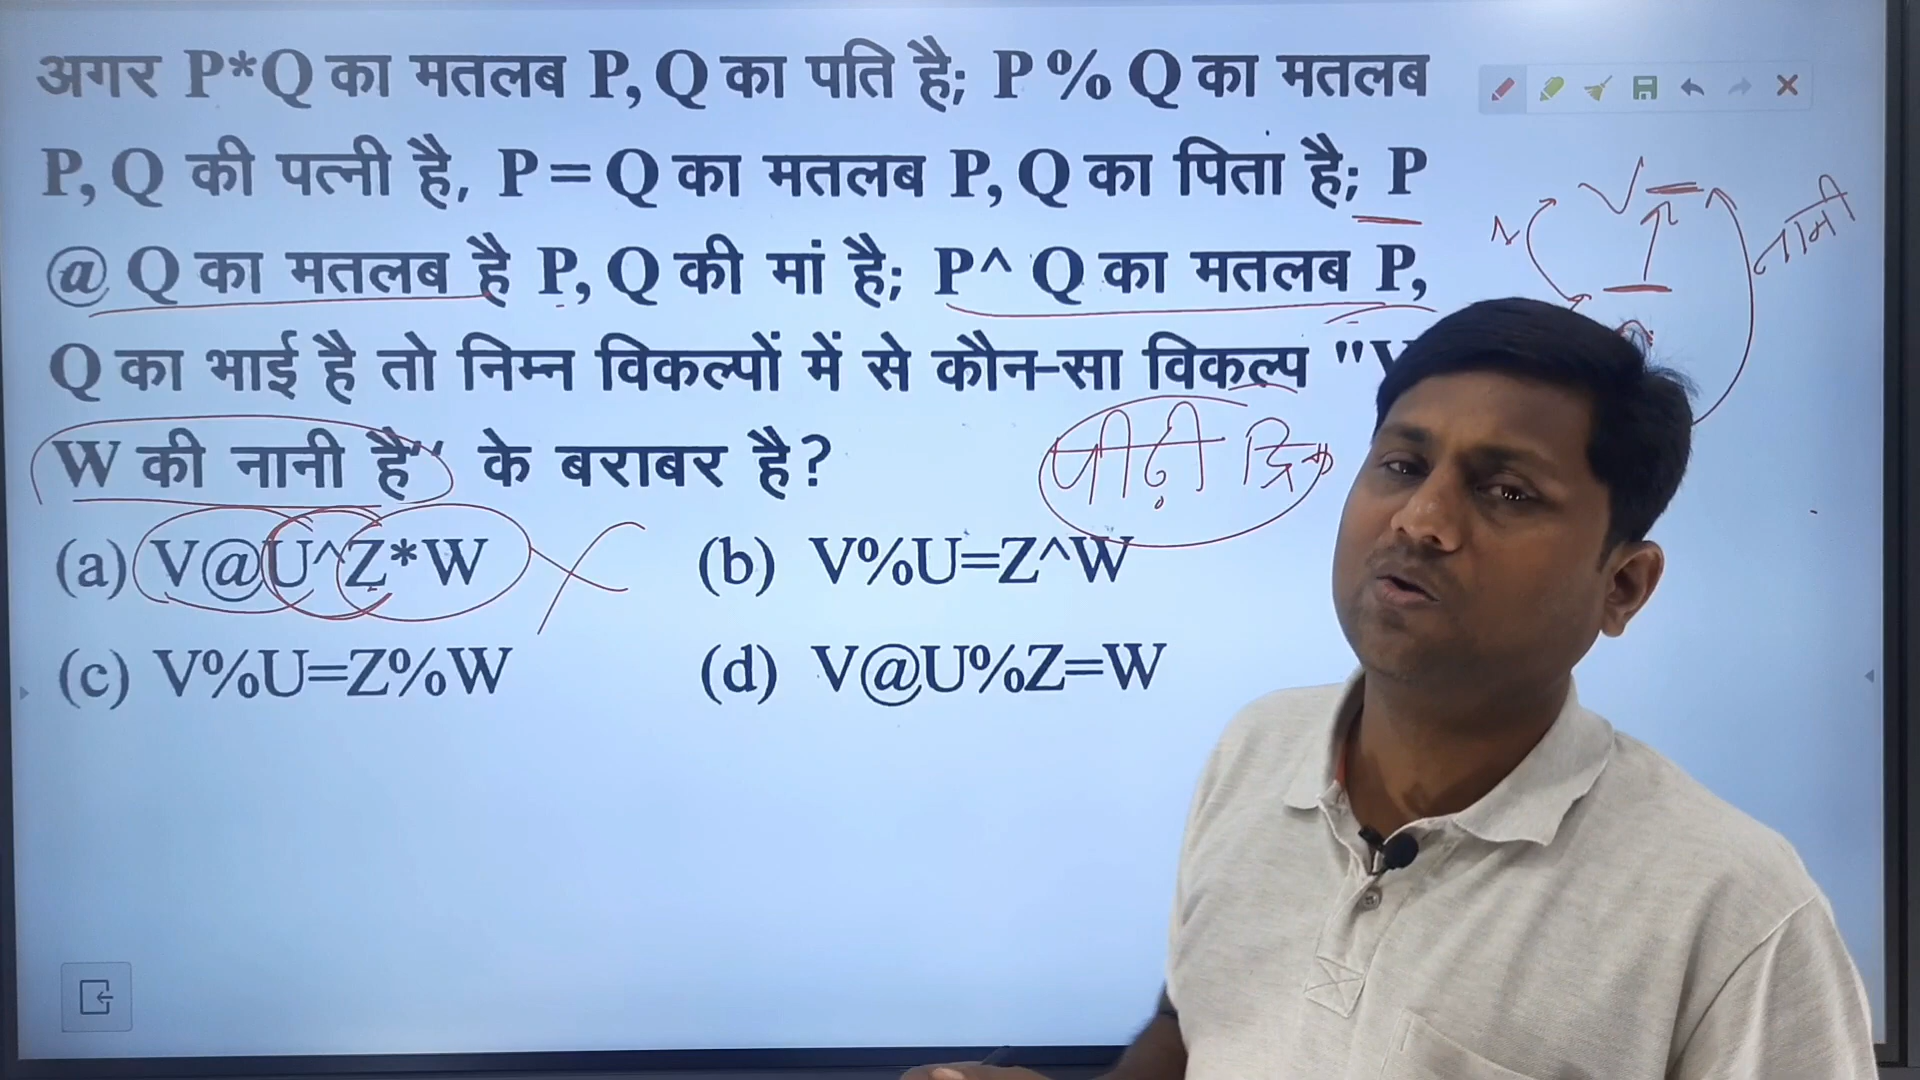 अगर P*Q का मतलब P, Q का पति है; P % Q का मतलब
P, Q की पत्नी है, P = Q का मतलब P, Q का पिता है; P
@ Q का मतलब है P, Q की मां है; P^ Q का मतलब P,
Q का भाई है तो निम्न विकल्पों में से कौन-सा विकल्प "V
W की नानी है" के बराबर है?
(a) V@U^Z*W
(b) V%U=Z^W
(c) V%U=Z%W
(d) V@U%Z=W
पीढ़ी
नानी